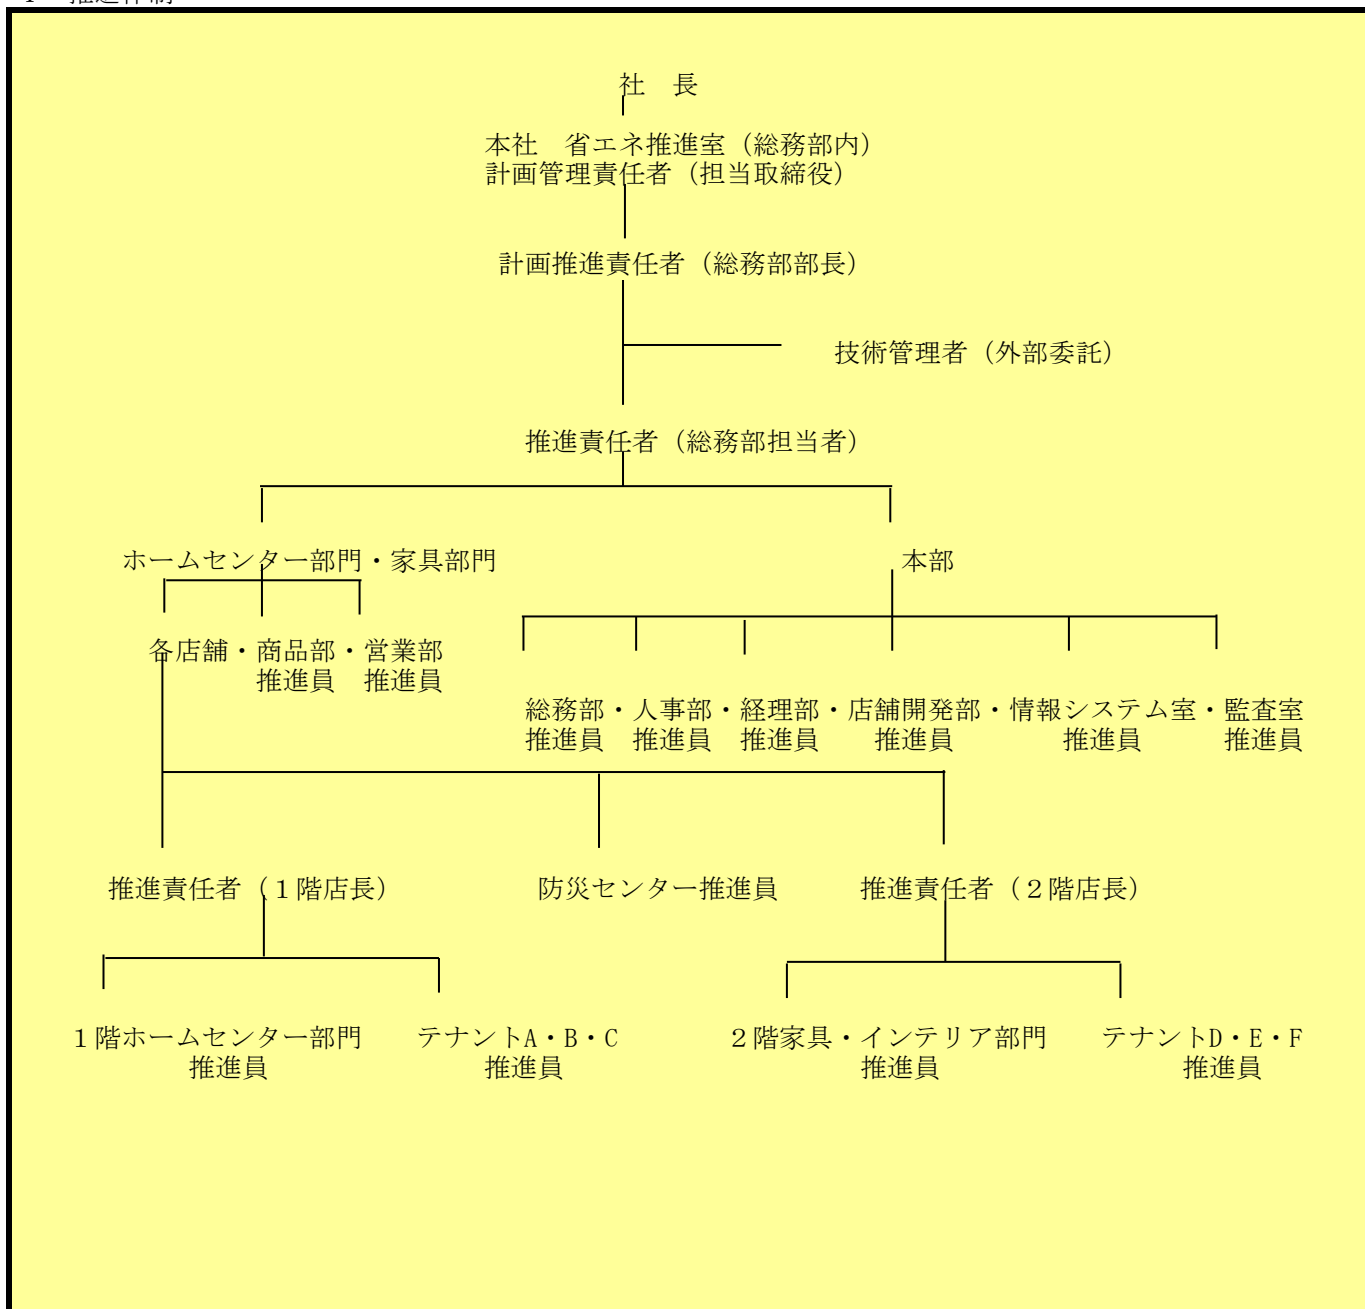 社　長
本社　省エネ推進室（総務部内）
計画管理責任者（担当取締役）
計画推進責任者（総務部部長）
技術管理者（外部委託）
推進責任者（総務部担当者）
ホームセンター部門・家具部門
本部
各店舗・商品部・営業部
推進員　推進員
総務部・人事部・経理部・店舗開発部・情報システム室・監査室
推進員　推進員　推進員　推進員　推進員　推進員
推進責任者（１階店長）
防災センター推進員
推進責任者（２階店長）
１階ホームセンター部門
推進員
テナントA・B・C
推進員
２階家具・インテリア部門
推進員
テナントD・E・F
推進員